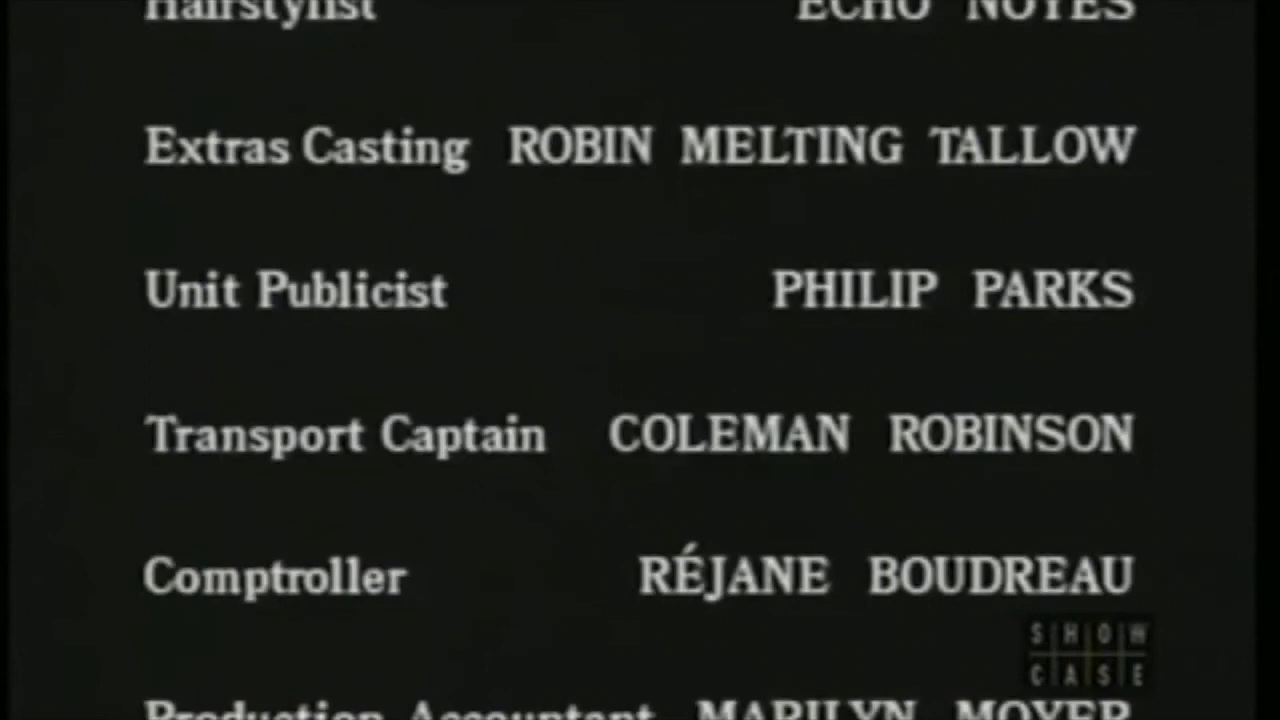 Hairstylist ECHO NOYES
Extras Casting ROBIN MELTING TALLOW
Unit Publicist PHILIP PARKS
Transport Captain COLEMAN ROBINSON
Comptroller RÉJANE BOUDREAU
SHOW
CASE
Production Accountant MARILYN MOYER